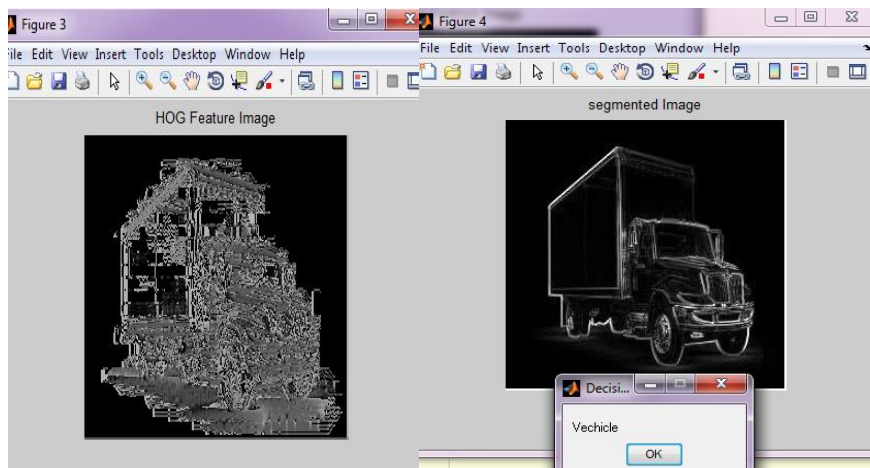 Figure 3
File Edit View Insert Tools Desktop Window Help
HOG Feature Image
Figure 4
File Edit View Insert Tools Desktop Window Help
segmented Image
Decisi...
Vechicle
OK